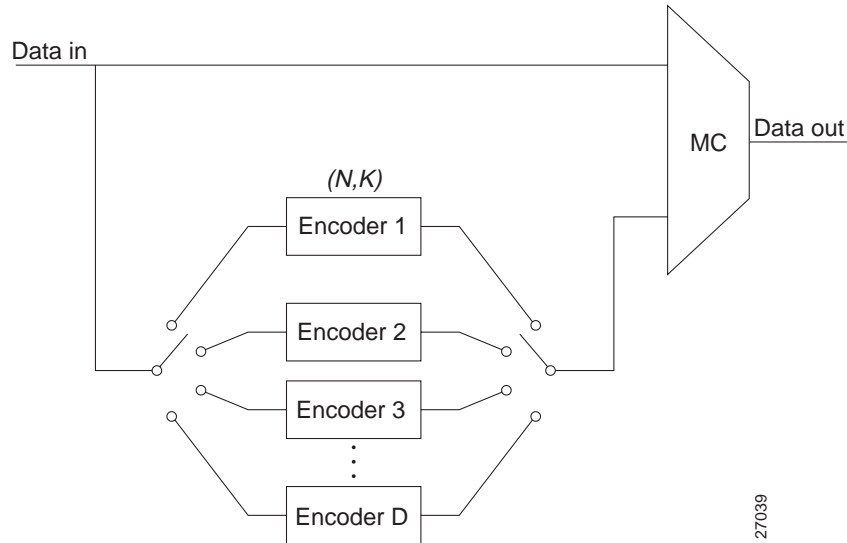 Data in
MC
Data out
(N,K)
Encoder 1
Encoder 2
Encoder 3
Encoder D
27039